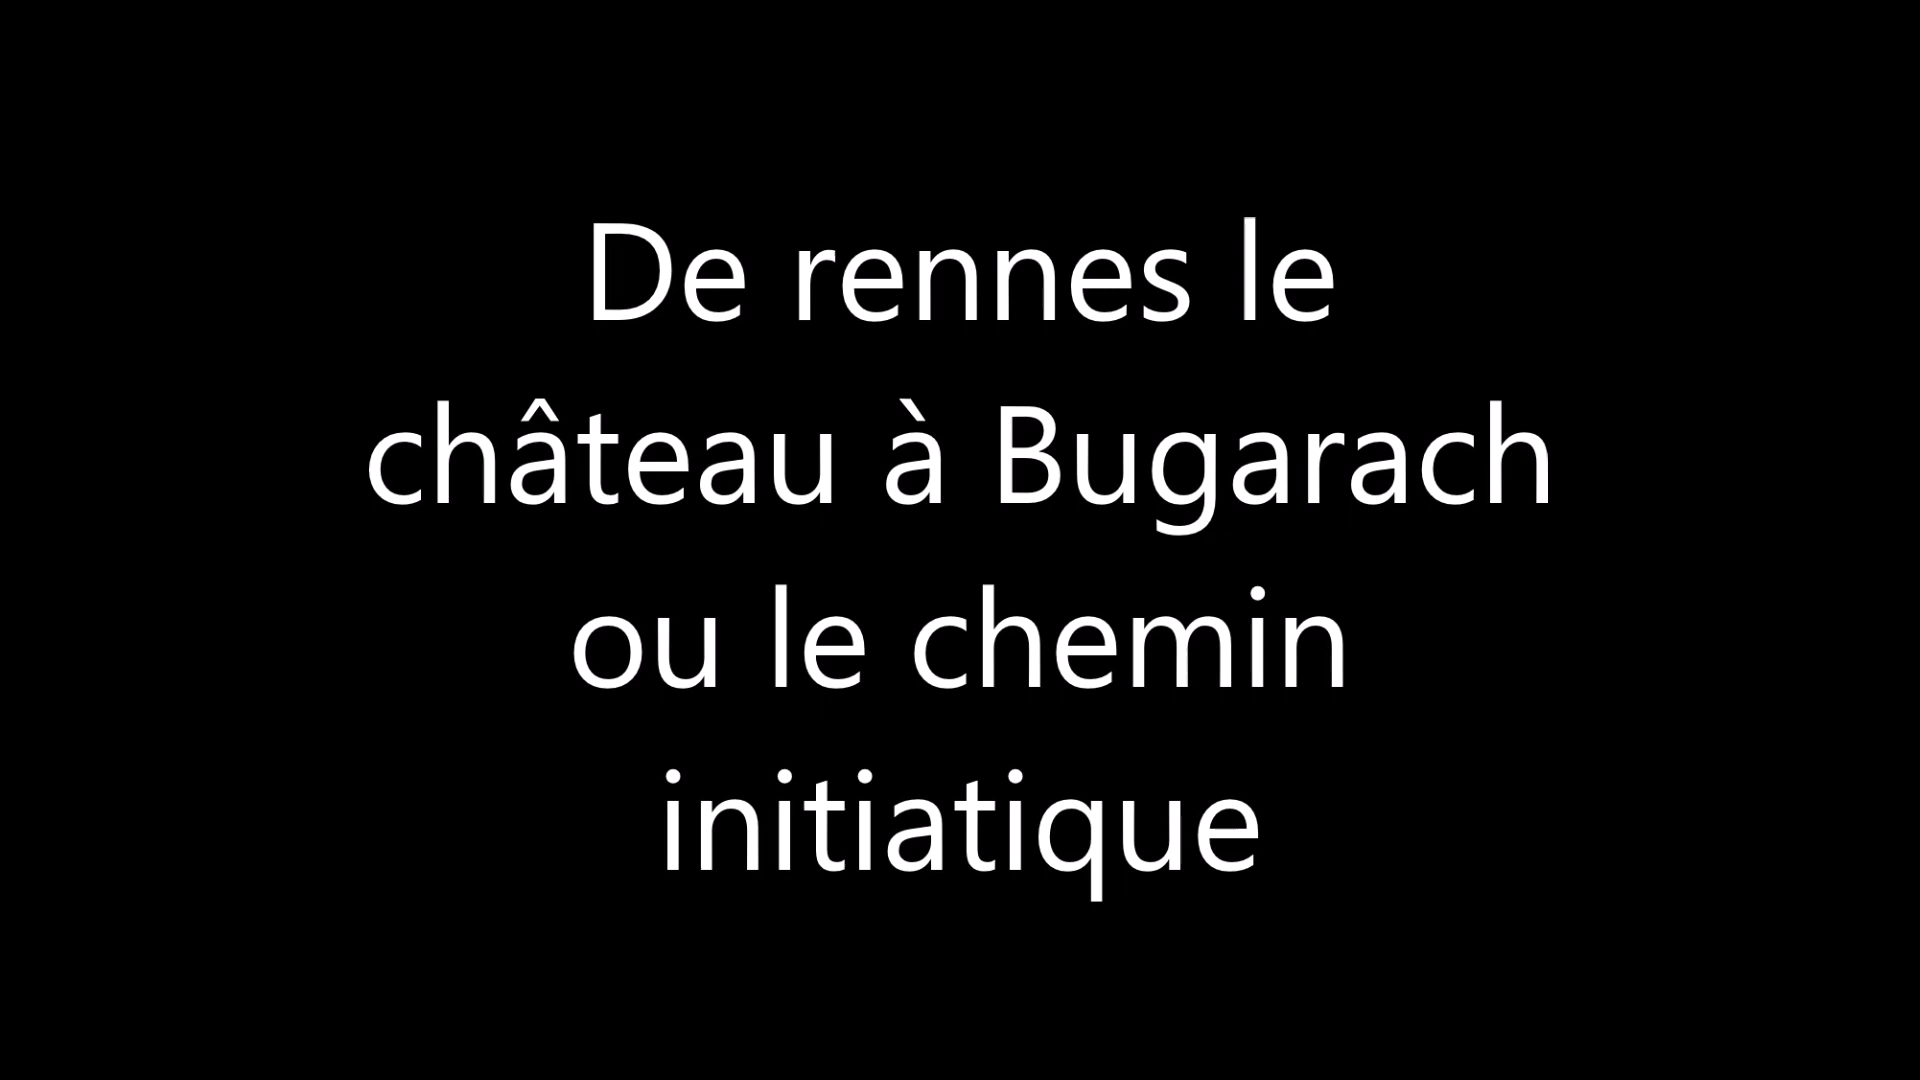 De rennes le
château à Bugarach
ou le chemin
initiatique